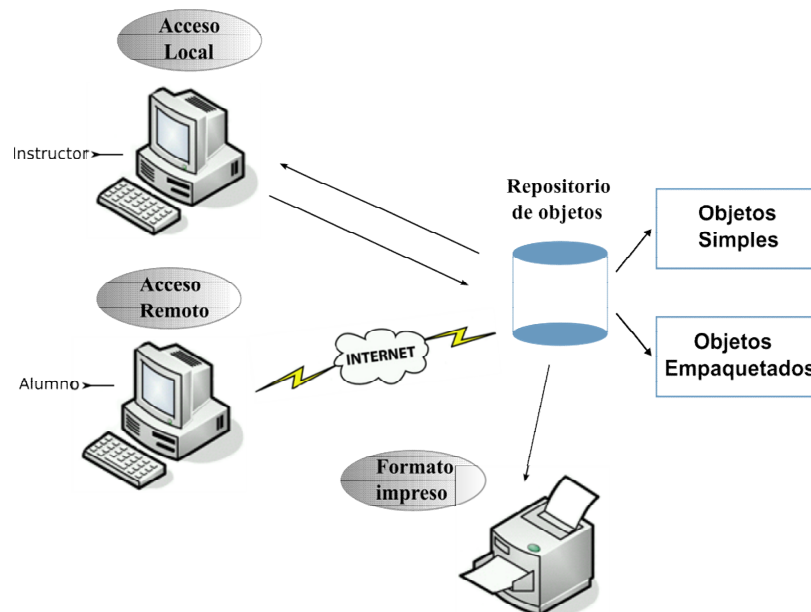 Acceso
Local
Instructor
Repositorio
de objetos
Objetos
Simples
Acceso
Remoto
Alumno
INTERNET
Objetos
Empaquetados
Formato
impreso